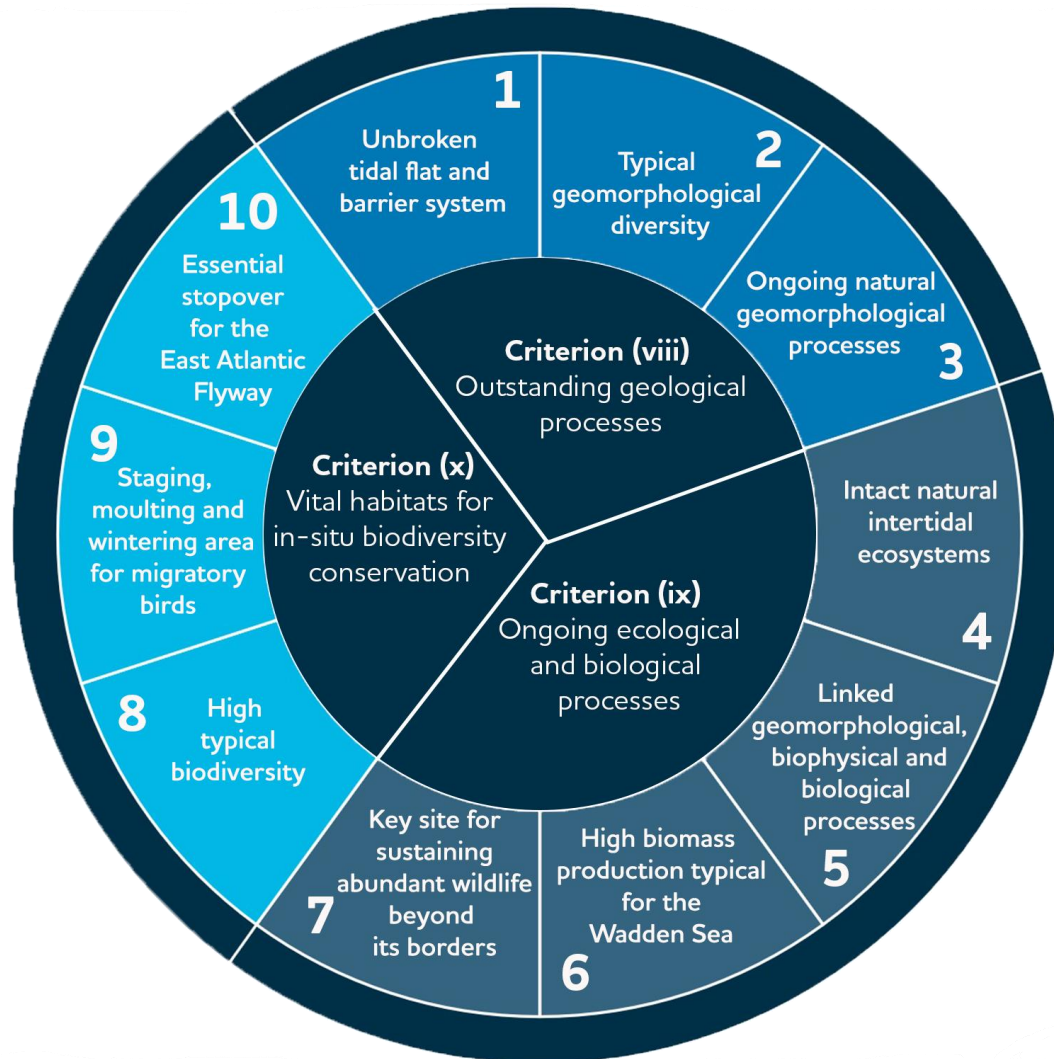 1
Unbroken
tidal flat and
barrier system
2
Typical
geomorphological
diversity
Ongoing natural
geomorphological
processes
3
Intact natural
intertidal
ecosystems
4
Linked
geomorphological,
biophysical and
biological
processes
5
High biomass
production typical
for the
Wadden Sea
6
Key site for
sustaining
abundant wildlife
beyond
its borders
7
8
High
typical
biodiversity
9
Staging,
moulting and
wintering area
for migratory
birds
10
Essential
stopover
for the
East Atlantic
Flyway
Criterion (viii)
Outstanding geological
processes
Criterion (ix)
Ongoing ecological
and biological
processes
Criterion (x)
Vital habitats for
in-situ biodiversity
conservation